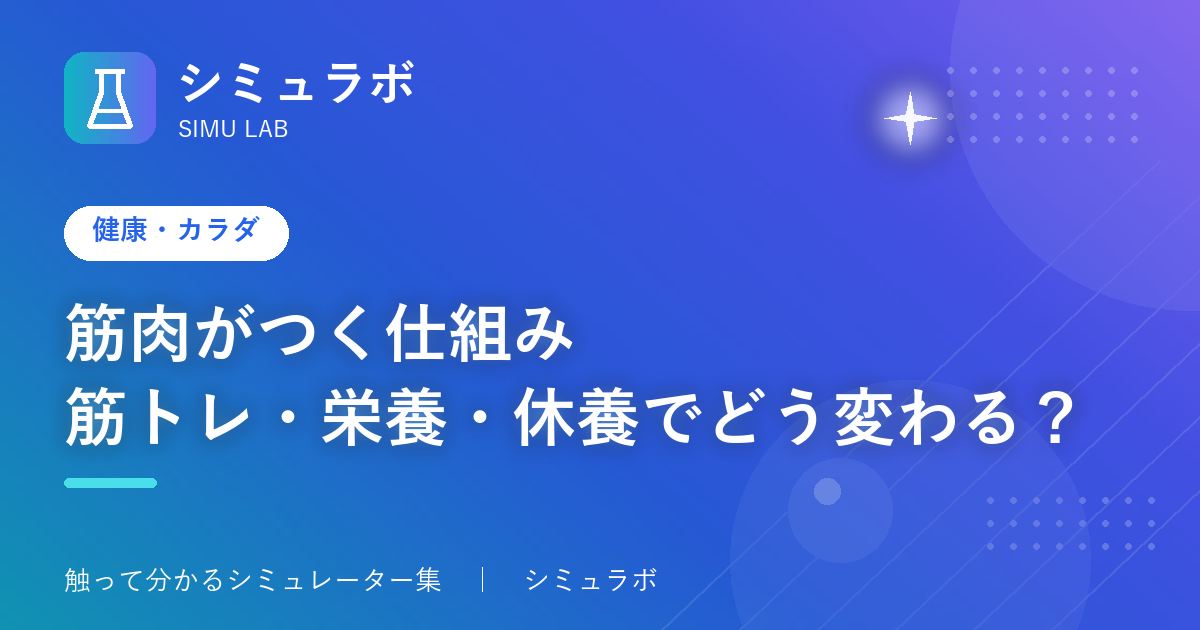 シミュラボ
SIMU LAB
健康・カラダ
筋肉がつく仕組み
筋トレ・栄養・休養でどう変わる？
触って分かるシミュレーター集 ｜ シミュラボ